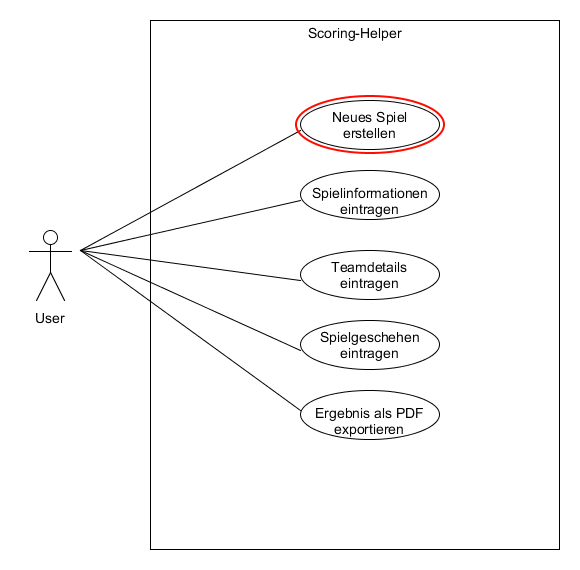 Scoring-Helper
Neues Spiel
erstellen
Spielinformationen
eintragen
Teamdetails
eintragen
User
Spielgeschehen
eintragen
Ergebnis als PDF
exportieren